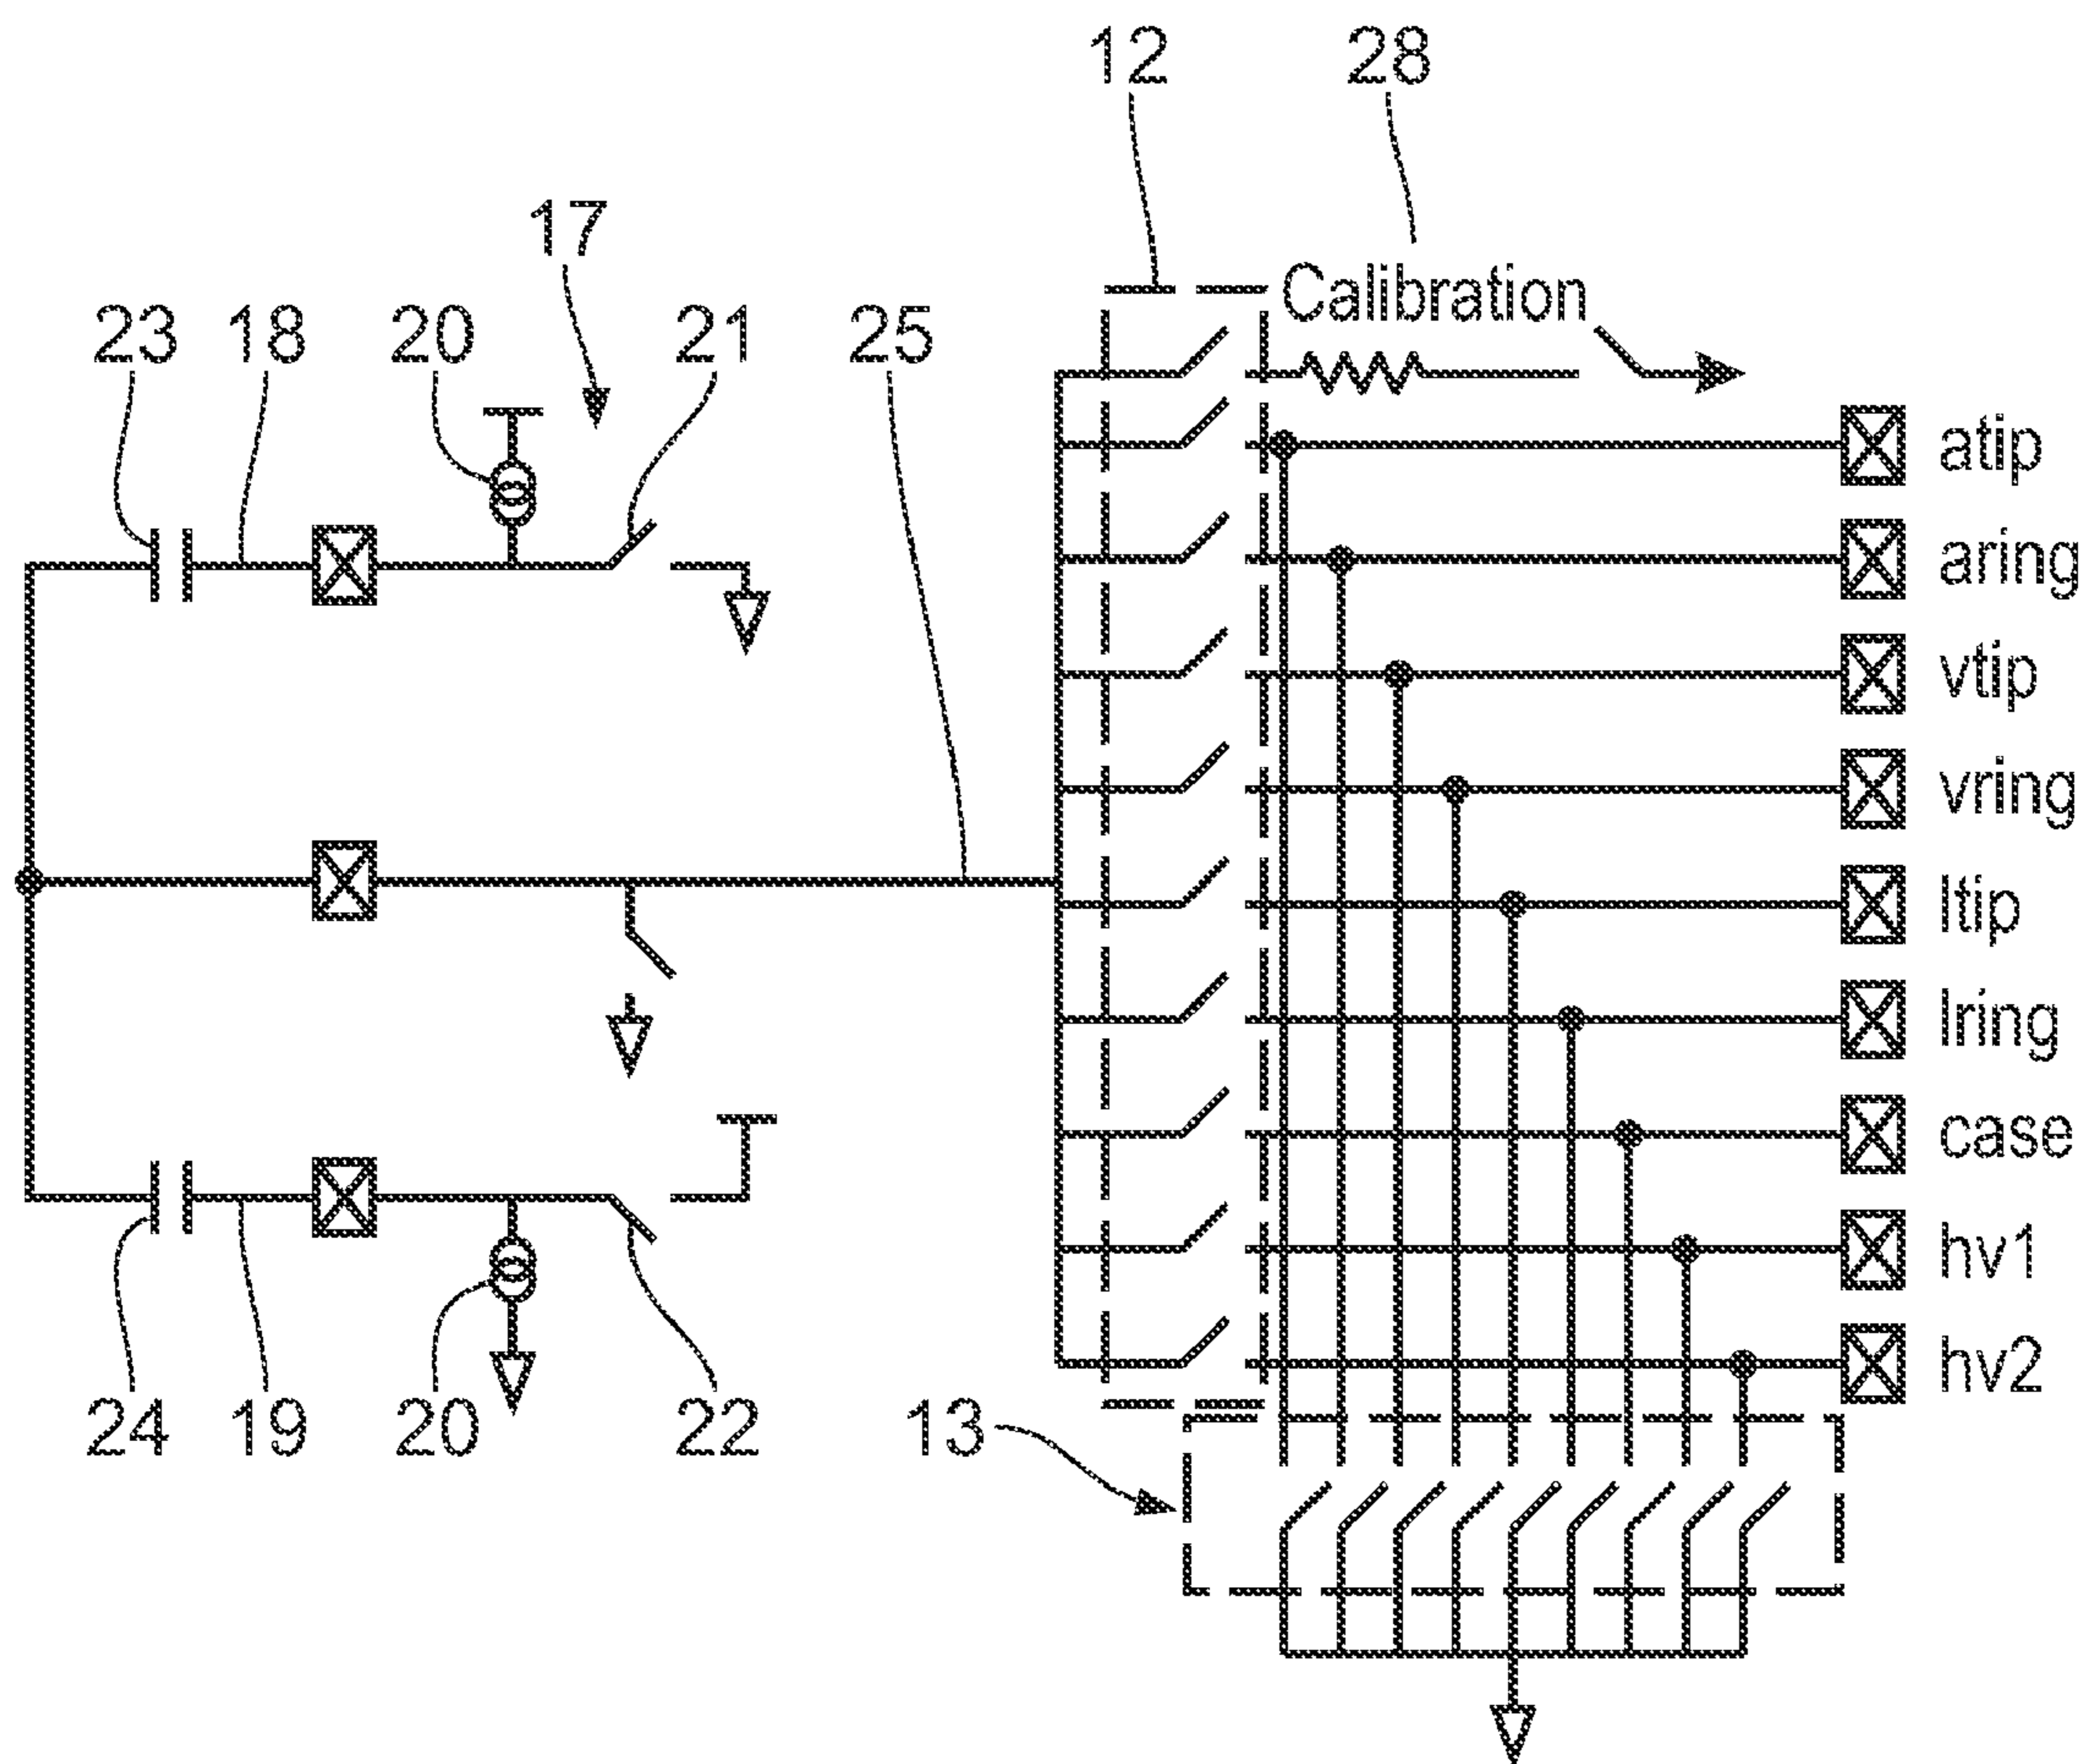 12 28
17
23 18 20 21 25
Calibration
atip
aring
vtip
vring
ltip
lring
case
hv1
hv2
24 19 20 22 13